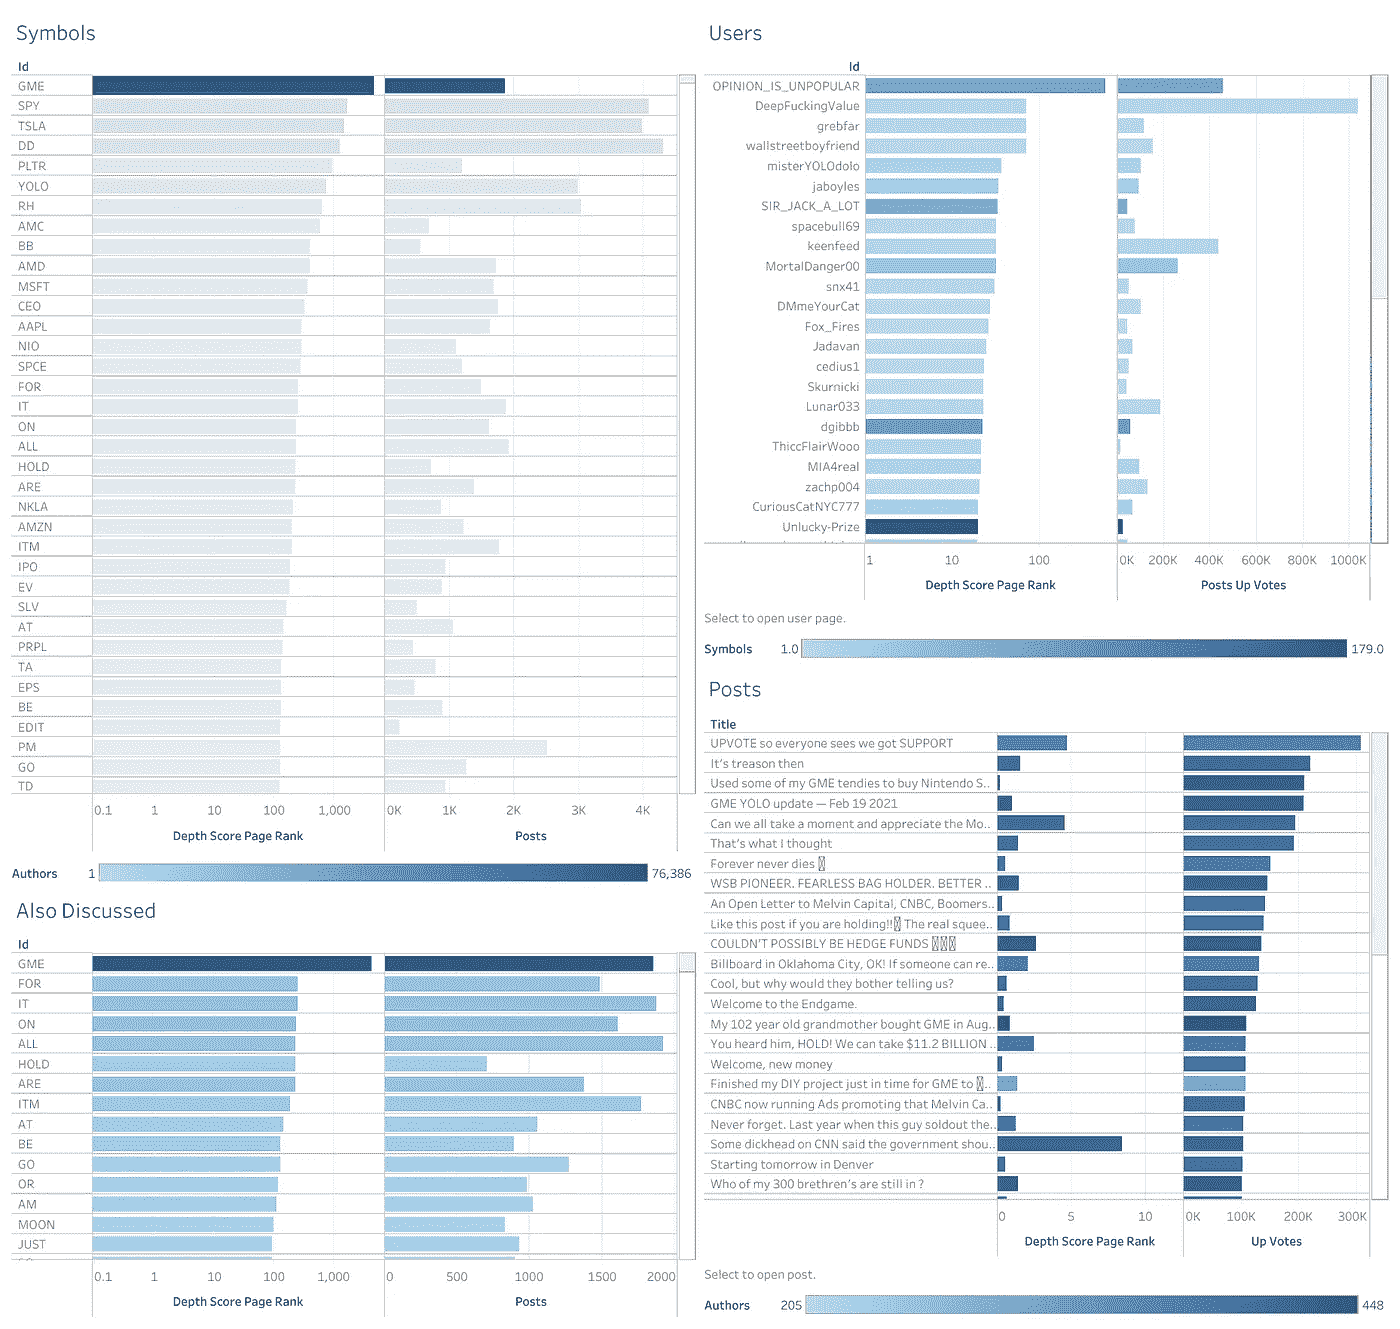 Symbols
Id
GME
SPY
TSLA
DD
PLTR
YOLO
RH
AMC
BB
AMD
MSFT
CEO
AAPL
NIO
SPCE
FOR
IT
ON
ALL
HOLD
ARE
NKLA
AMZN
ITM
IPO
EV
SLV
AT
PRPL
TA
EPS
BE
EDIT
PM
GO
TD
0.1 1 10 100 1,000 0K 1K 2K 3K 4K
Depth Score Page Rank Posts
Authors 1 76,386
Also Discussed
Id
GME
FOR
IT
ON
ALL
HOLD
ARE
ITM
AT
BE
GO
OR
AM
MOON
JUST
0.1 1 10 100 1,000 0 500 1000 1500 2000
Depth Score Page Rank Posts
Users
Id
OPINION_IS_UNPOPULAR
DeepFuckingValue
grebfar
wallstreetboyfriend
misterYOLOdolo
jaboyles
SIR_JACK_A_LOT
spacebull69
keenfeed
MortalDanger00
snx41
DMmeYourCat
Fox_Fires
Jadavan
cedius1
Skurnicki
Lunar033
dgibbb
ThiccFlairWooo
MIA4real
zachp004
CuriousCatNYC777
Unlucky-Prize
1 10 100 0K 200K 400K 600K 800K 1000K
Depth Score Page Rank Posts Up Votes
Select to open user page.
Symbols 1.0 179.0
Posts
Title
UPVOTE so everyone sees we got SUPPORT
It's treason then
Used some of my GME tendies to buy Nintendo S..
GME YOLO update — Feb 19 2021
Can we all take a moment and appreciate the Mo..
That's what I thought
Forever never dies
WSB PIONEER. FEARLESS BAG HOLDER. BETTER ..
An Open Letter to Melvin Capital, CNBC, Boomers..
Like this post if you are holding!! The real squee..
COULDN'T POSSIBLY BE HEDGE FUNDS
Billboard in Oklahoma City, OK! If someone can re..
Cool, but why would they bother telling us?
Welcome to the Endgame.
My 102 year old grandmother bought GME in Aug..
You heard him, HOLD! We can take $11.2 BILLION ..
Welcome, new money
Finished my DIY project just in time for GME to ..
CNBC now running Ads promoting that Melvin Ca..
Never forget. Last year when this guy soldout the..
Some dickhead on CNN said the government shou..
Starting tomorrow in Denver
Who of my 300 brethren's are still in ?
0 5 10 0K 100K 200K 300K
Depth Score Page Rank Up Votes
Select to open post.
Authors 205 448